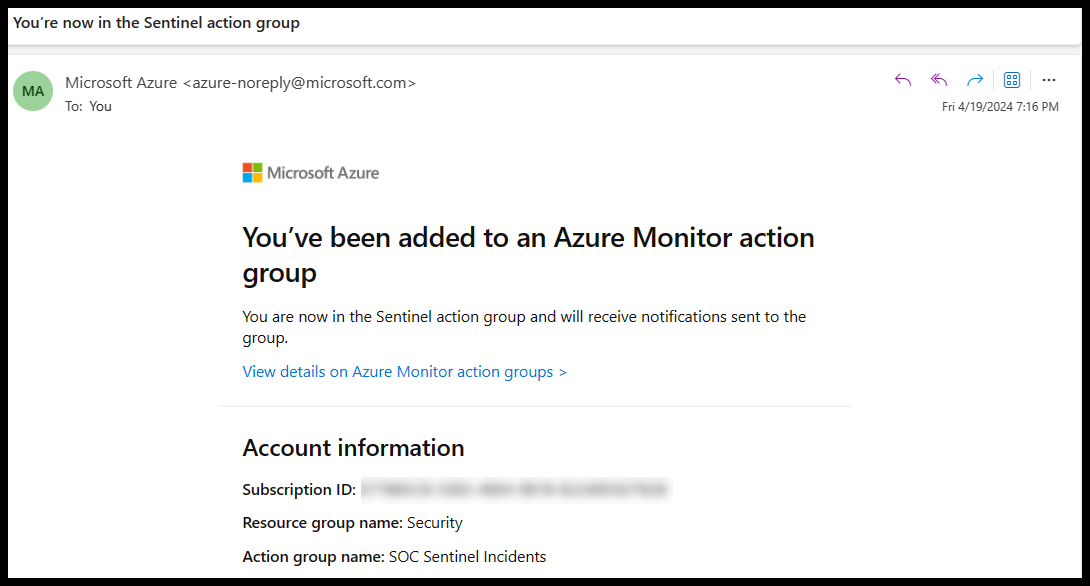 You’re now in the Sentinel action group
MA
Microsoft Azure <azure-noreply@microsoft.com>
To: You
Fri 4/19/2024 7:16 PM
Microsoft Azure
You’ve been added to an Azure Monitor action
group
You are now in the Sentinel action group and will receive notifications sent to the
group.
View details on Azure Monitor action groups >
Account information
Subscription ID:
Resource group name: Security
Action group name: SOC Sentinel Incidents